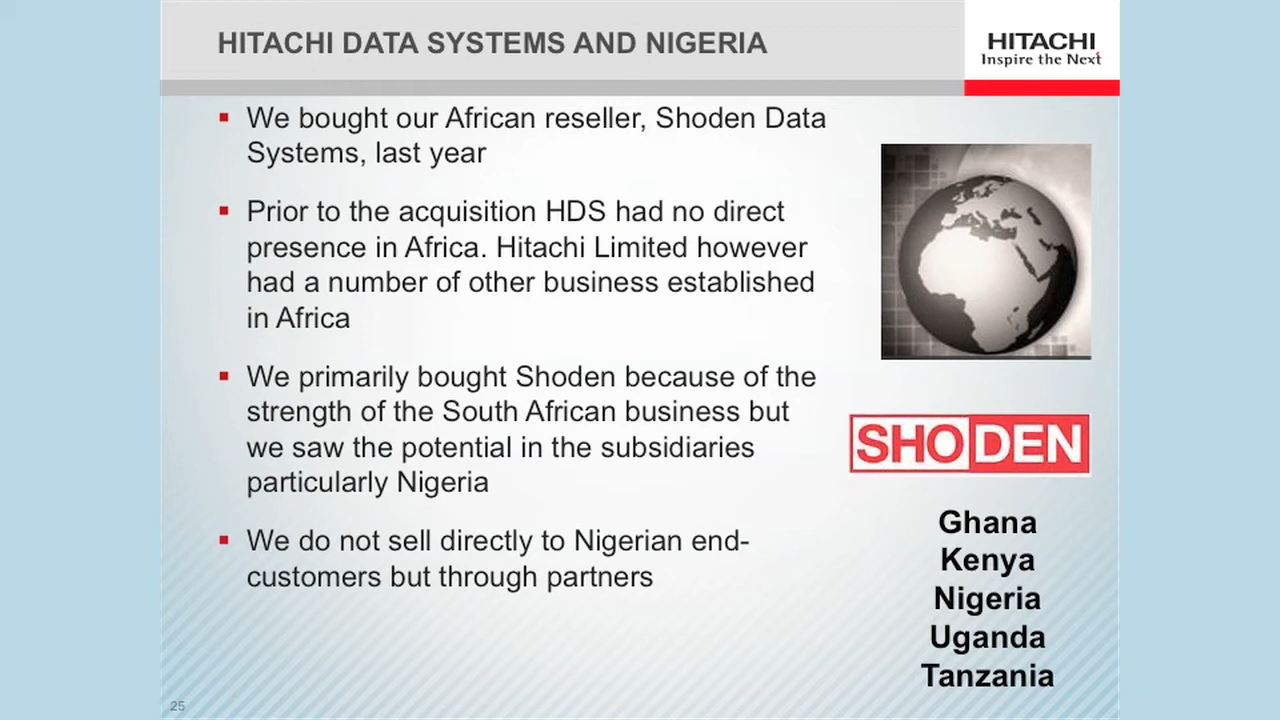 HITACHI DATA SYSTEMS AND NIGERIA
HITACHI
Inspire the Next
▪ We bought our African reseller, Shoden Data
Systems, last year
▪ Prior to the acquisition HDS had no direct
presence in Africa. Hitachi Limited however
had a number of other business established
in Africa
▪ We primarily bought Shoden because of the
strength of the South African business but
we saw the potential in the subsidiaries
particularly Nigeria
▪ We do not sell directly to Nigerian end-
customers but through partners
SHODEN
Ghana
Kenya
Nigeria
Uganda
Tanzania
25